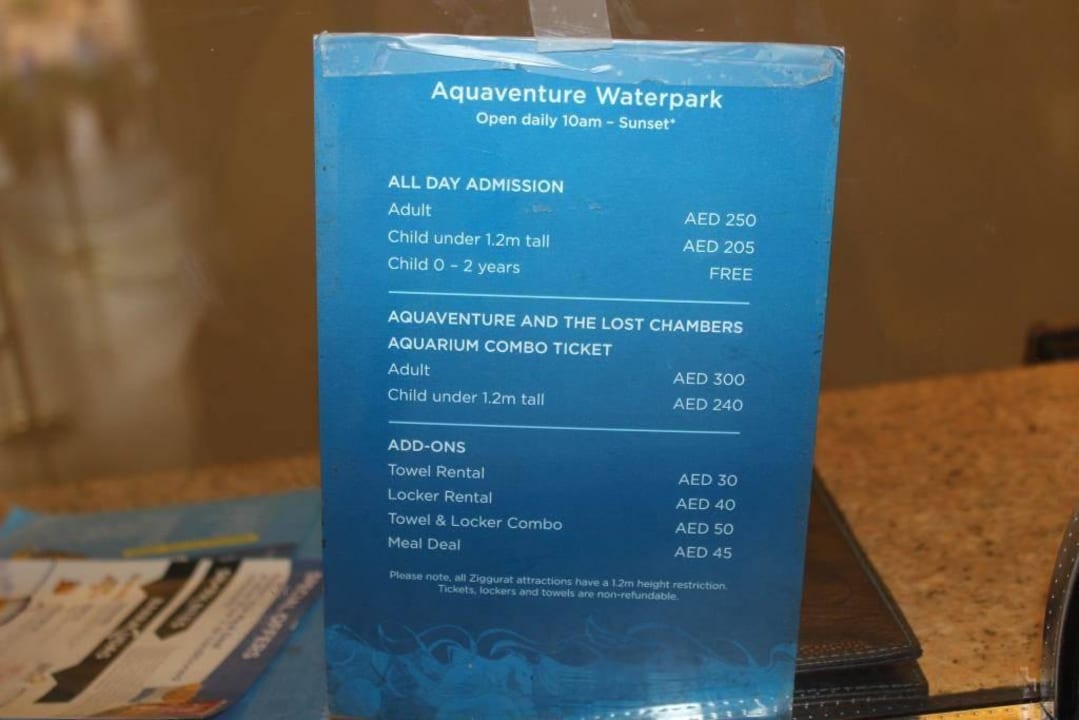 Aquaventure Waterpark
Open daily 10am – Sunset*
ALL DAY ADMISSION
Adult AED 250
Child under 1.2m tall AED 205
Child 0 – 2 years FREE
AQUAVENTURE AND THE LOST CHAMBERS
AQUARIUM COMBO TICKET
Adult AED 300
Child under 1.2m tall AED 240
ADD-ONS
Towel Rental AED 30
Locker Rental AED 40
Towel & Locker Combo AED 50
Meal Deal AED 45
Please note, all Ziggurat attractions have a 1.2m height restriction.
Tickets, lockers and towels are non-refundable.